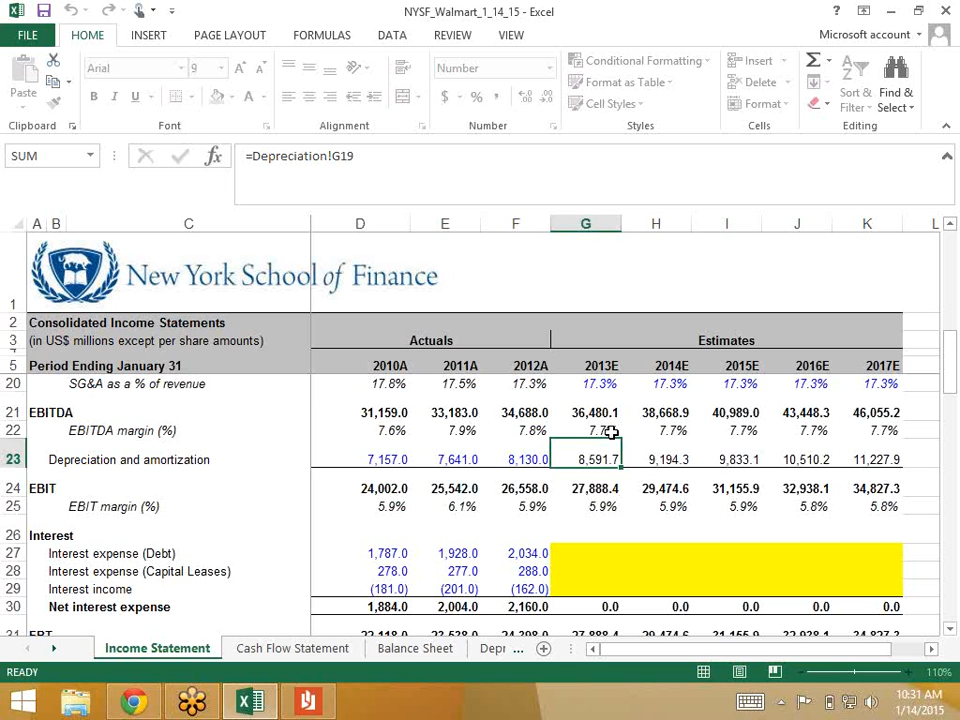 NYSF_Walmart_1_14_15 - Excel
FILE HOME INSERT PAGE LAYOUT FORMULAS DATA REVIEW VIEW Microsoft account
Arial 9 A A Number Conditional Formatting Insert
Paste B I U A $ % , Format as Table Delete Sort & Find &
Cell Styles Format Filter Select
Clipboard Font Alignment Number Styles Cells Editing
SUM fx =Depreciation!G19
A B C D E F G H I J K L
New York School of Finance
1
2 Consolidated Income Statements
3 (in US$ millions except per share amounts) Actuals Estimates
5 Period Ending January 31 2010A 2011A 2012A 2013E 2014E 2015E 2016E 2017E
20 SG&A as a % of revenue 17.8% 17.5% 17.3% 17.3% 17.3% 17.3% 17.3% 17.3%
21 EBITDA 31,159.0 33,183.0 34,688.0 36,480.1 38,668.9 40,989.0 43,448.3 46,055.2
22 EBITDA margin (%) 7.6% 7.9% 7.8% 7.7% 7.7% 7.7% 7.7%
23 Depreciation and amortization 7,157.0 7,641.0 8,130.0 8,591.7 9,194.3 9,833.1 10,510.2 11,227.9
24 EBIT 24,002.0 25,542.0 26,558.0 27,888.4 29,474.6 31,155.9 32,938.1 34,827.3
25 EBIT margin (%) 5.9% 6.1% 5.9% 5.9% 5.9% 5.9% 5.8% 5.8%
26 Interest
27 Interest expense (Debt) 1,787.0 1,928.0 2,034.0
28 Interest expense (Capital Leases) 278.0 277.0 288.0
29 Interest income (181.0) (201.0) (162.0)
30 Net interest expense 1,884.0 2,004.0 2,160.0 0.0 0.0 0.0 0.0 0.0
Income Statement Cash Flow Statement Balance Sheet Depr ...
READY 110%
10:31 AM
1/14/2015